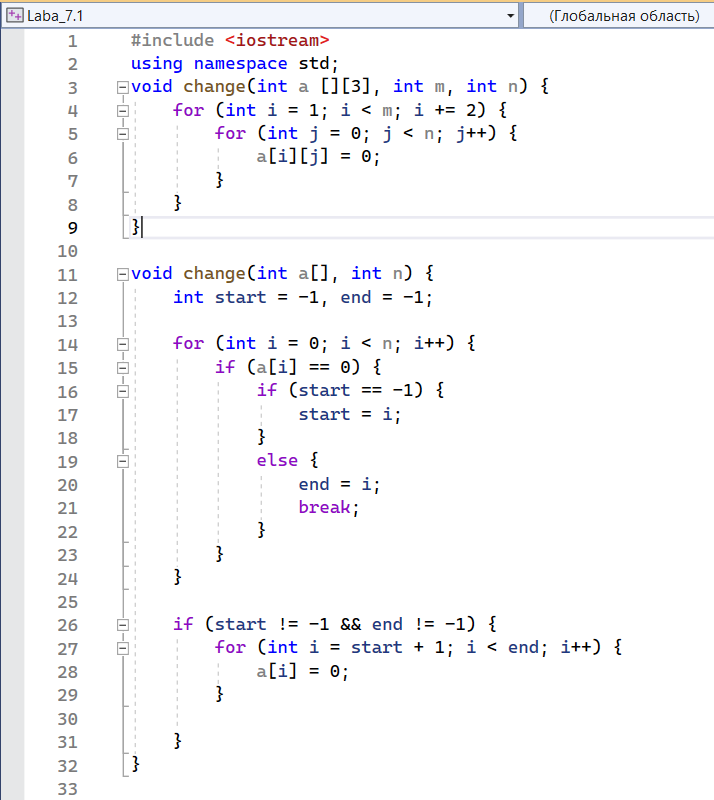 Laba_7.1 (Глобальная область)
1 #include <iostream>
2 using namespace std;
3 void change(int a [][3], int m, int n) {
4 for (int i = 1; i < m; i += 2) {
5 for (int j = 0; j < n; j++) {
6 a[i][j] = 0;
7 }
8 }
9 }
10
11 void change(int a[], int n) {
12 int start = -1, end = -1;
13
14 for (int i = 0; i < n; i++) {
15 if (a[i] == 0) {
16 if (start == -1) {
17 start = i;
18 }
19 else {
20 end = i;
21 break;
22 }
23 }
24 }
25
26 if (start != -1 && end != -1) {
27 for (int i = start + 1; i < end; i++) {
28 a[i] = 0;
29 }
30
31 }
32 }
33